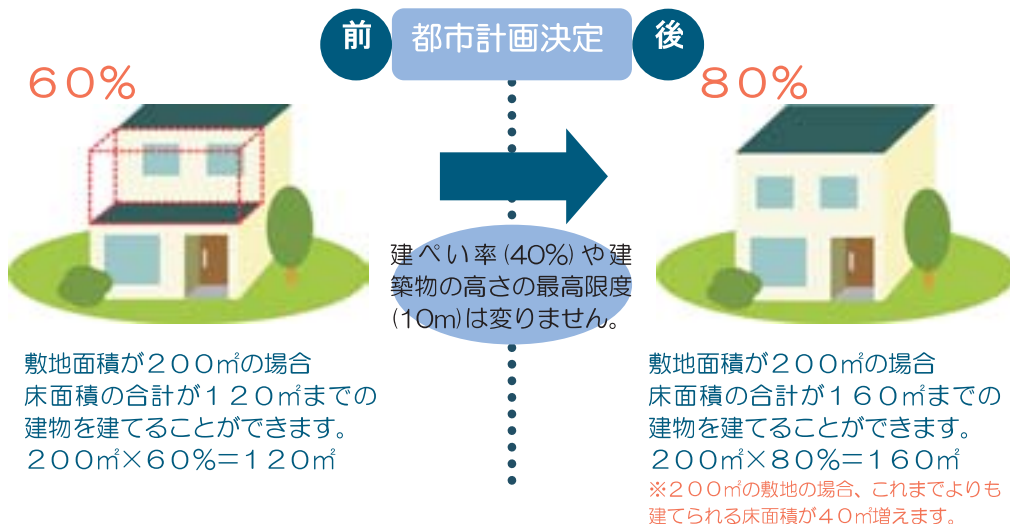 前
都市計画決定
後
60%
80%
建ぺい率(40%)や建
築物の高さの最高限度
(10m)は変りません。
敷地面積が200㎡の場合
床面積の合計が120㎡までの
建物を建てることができます。
200㎡×60%=120㎡
敷地面積が200㎡の場合
床面積の合計が160㎡までの
建物を建てることができます。
200㎡×80%=160㎡
※200㎡の敷地の場合、これまでよりも
建てられる床面積が40㎡増えます。